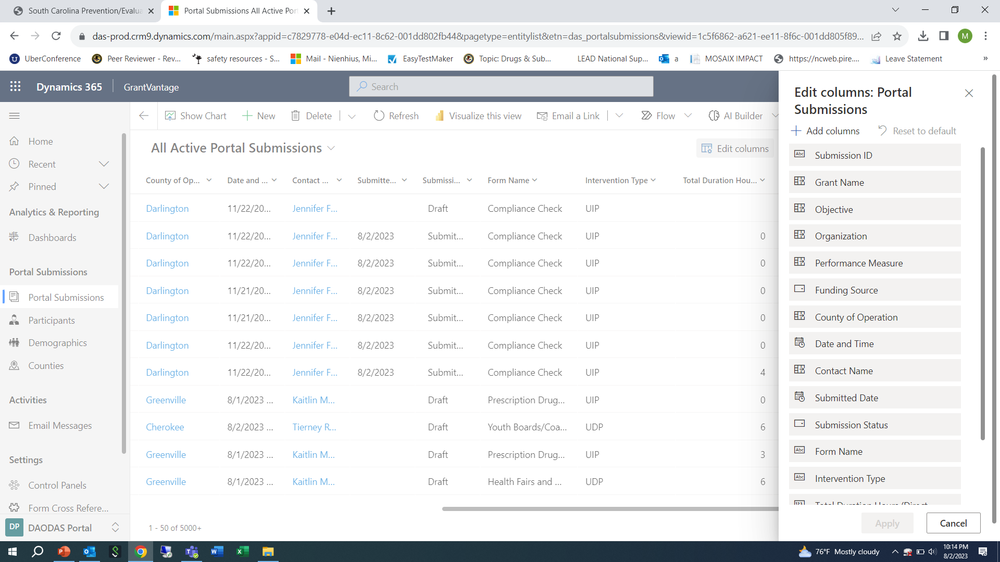 South Carolina Prevention/Evalua
Portal Submissions All Active Port
das-prod.crm9.dynamics.com/main.aspx?appid=c7829778-e04d-ec11-8c62-001dd802fb44&pagetype=entitylist&etn=das_portalsubmissions&viewid=1c5f6862-a621-ee11-8f6c-001dd805f89...
M
UberConference
Peer Reviewer - Rev...
safety resources - S...
Mail - Nienhius, Mi...
EasyTestMaker
Topic: Drugs & Sub...
LEAD National Sup...
a
MOSAIX IMPACT
https://ncweb.pire....
Leave Statement
»
Dynamics 365
GrantVantage
Search
Home
Recent
Pinned
Analytics & Reporting
Dashboards
Portal Submissions
Portal Submissions
Participants
Demographics
Counties
Activities
Email Messages
Settings
Control Panels
Form Cross Refere...
DP DAODAS Portal
Show Chart
New
Delete
Refresh
Visualize this view
Email a Link
Flow
AI Builder
All Active Portal Submissions
Edit columns
County of Op... Date and ... Contact ... Submitte... Submissi... Form Name Intervention Type Total Duration Hou...
Darlington 11/22/20... Jennifer F... Draft Compliance Check UIP
Darlington 11/22/20... Jennifer F... 8/2/2023 Submit... Compliance Check UIP 0
Darlington 11/22/20... Jennifer F... 8/2/2023 Submit... Compliance Check UIP 0
Darlington 11/21/20... Jennifer F... 8/2/2023 Submit... Compliance Check UIP 0
Darlington 11/21/20... Jennifer F... 8/2/2023 Submit... Compliance Check UIP 0
Darlington 11/22/20... Jennifer F... 8/2/2023 Submit... Compliance Check UIP 0
Darlington 11/22/20... Jennifer F... 8/2/2023 Submit... Compliance Check UIP 4
Greenville 8/1/2023 ... Kaitlin M... Draft Prescription Drug... UIP 0
Cherokee 8/2/2023 ... Tierney R... Draft Youth Boards/Coa... UDP 6
Greenville 8/1/2023 ... Kaitlin M... Draft Prescription Drug... UIP 3
Greenville 8/1/2023 ... Kaitlin M... Draft Health Fairs and ... UDP 6
1 - 50 of 5000+
Edit columns: Portal
Submissions
Add columns
Reset to default
Abc Submission ID
Grant Name
Objective
Organization
Performance Measure
Funding Source
County of Operation
Date and Time
Contact Name
Submitted Date
Submission Status
Abc Form Name
Abc Intervention Type
123 Total Duration Hours (Direct
Apply
Cancel
76°F Mostly cloudy
10:14 PM
8/2/2023